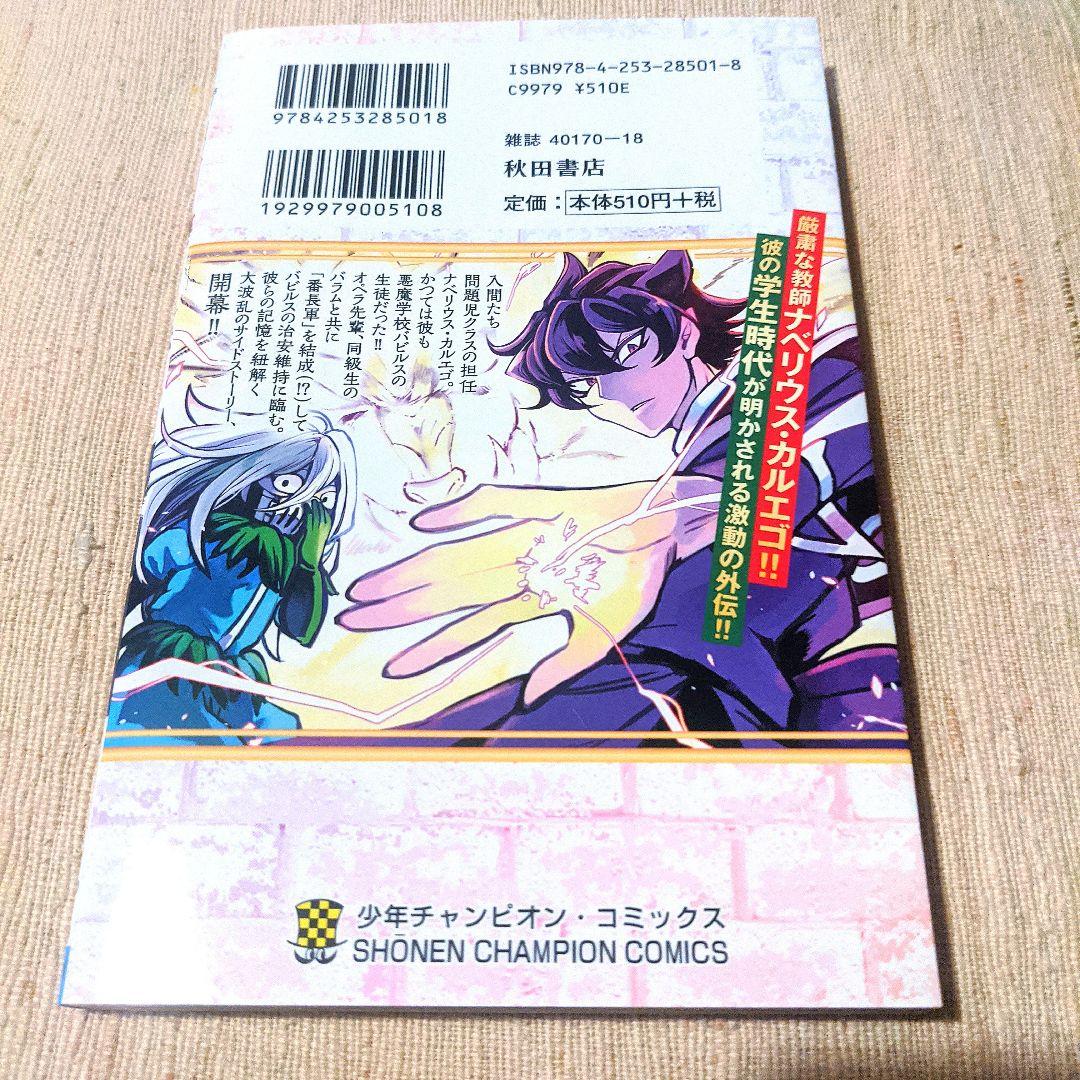 ISBN978-4-253-28501-8
C9979 ¥510E
9784253285018
雑誌 40170-18
秋田書店
1929979005108
定価：本体510円+税
厳粛な教師ナベリウス・カルエゴ!!
彼の学生時代が明かされる激動の外伝!!
入間たち
問題児クラスの担任
ナベリウス・カルエゴ。
かつては彼も
悪魔学校バビルスの
生徒だった!!
オペラ先輩、同級生の
バラムと共に
「番長軍」を結成(!?)して
バビルスの治安維持に臨む。
彼らの記憶を紐解く
大波乱のサイドストーリー、
開幕!!
少年チャンピオン・コミックス
SHŌNEN CHAMPION COMICS